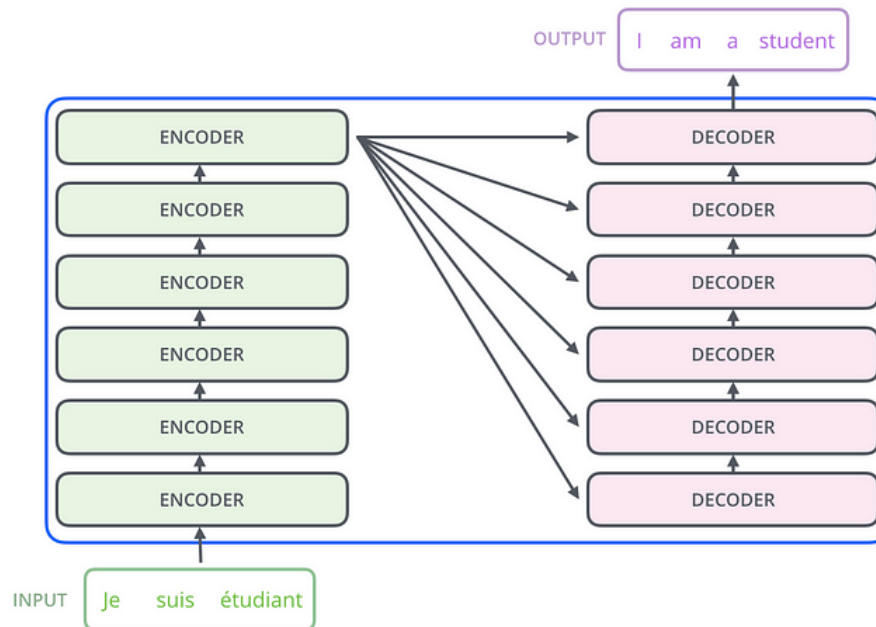 OUTPUT
I am a student
ENCODER
ENCODER
ENCODER
ENCODER
ENCODER
ENCODER
DECODER
DECODER
DECODER
DECODER
DECODER
DECODER
INPUT
Je suis étudiant